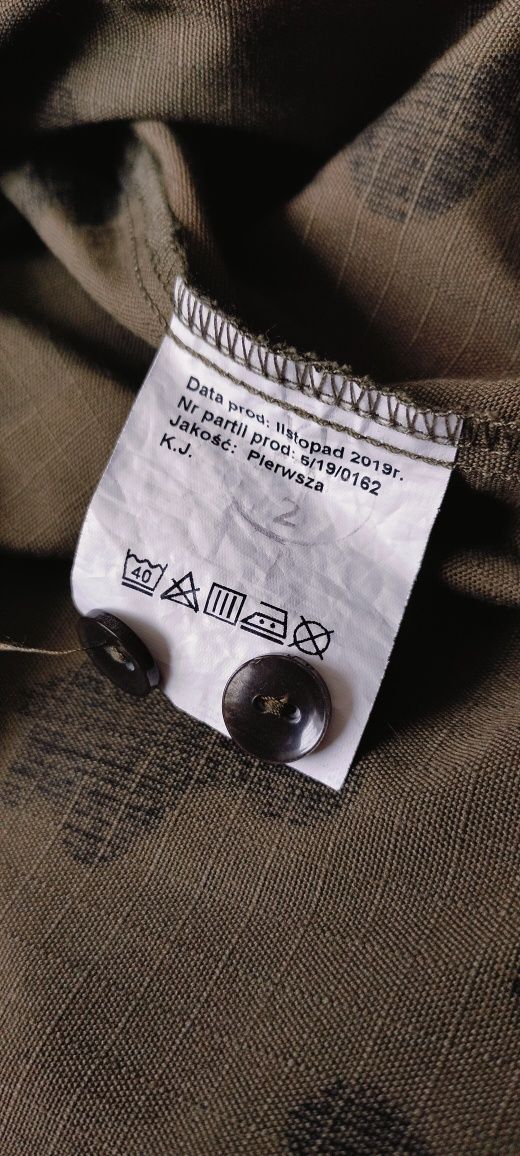 Data prod: listopad 2019r.
Nr partii prod: 5/19/0162
Jakość: Pierwsza
K.J.
2
40